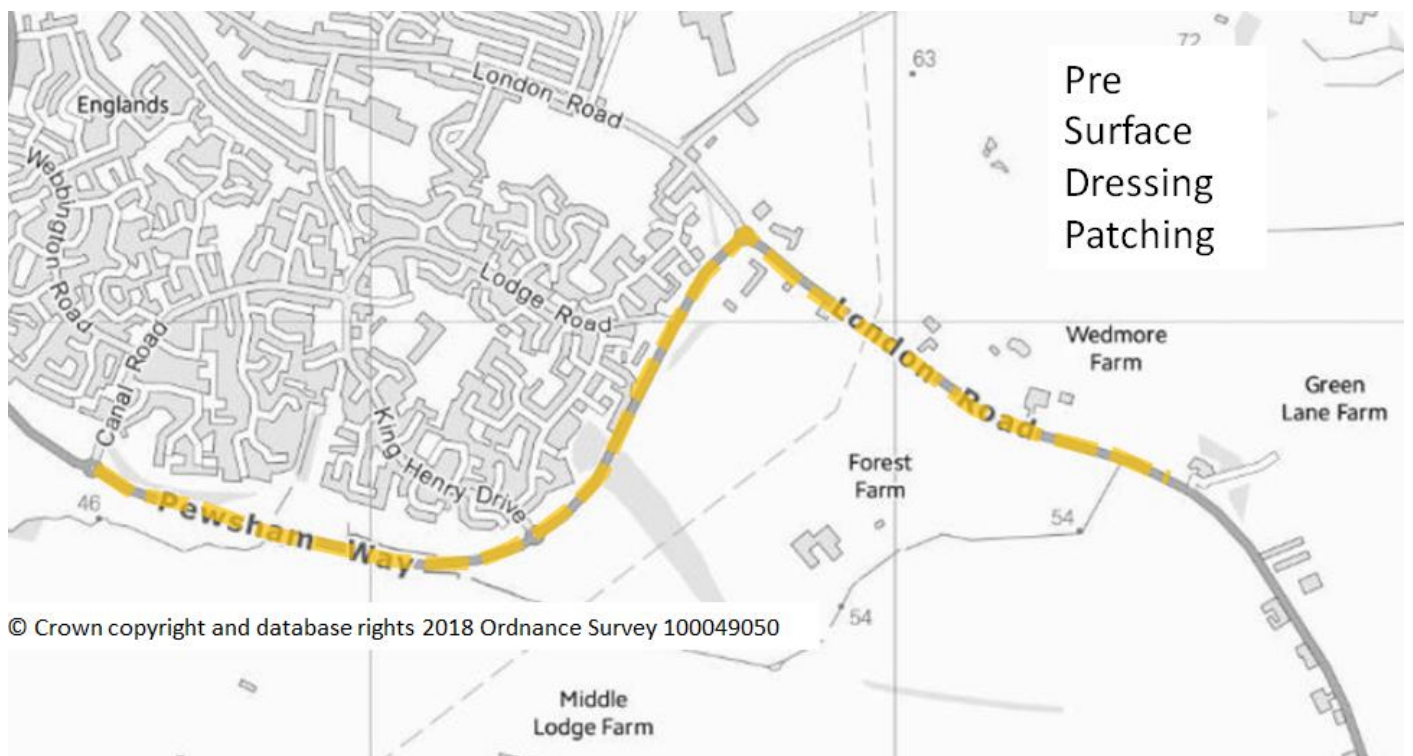 London Road
Englands
63
72
Pre
Surface
Dressing
Patching
Webbington Road
Lodge Road
Canal Road
London Road
Wedmore
Farm
Green
Lane Farm
King Henry Drive
Forest
Farm
46
Pewsham Way
54
54
© Crown copyright and database rights 2018 Ordnance Survey 100049050
Middle
Lodge Farm